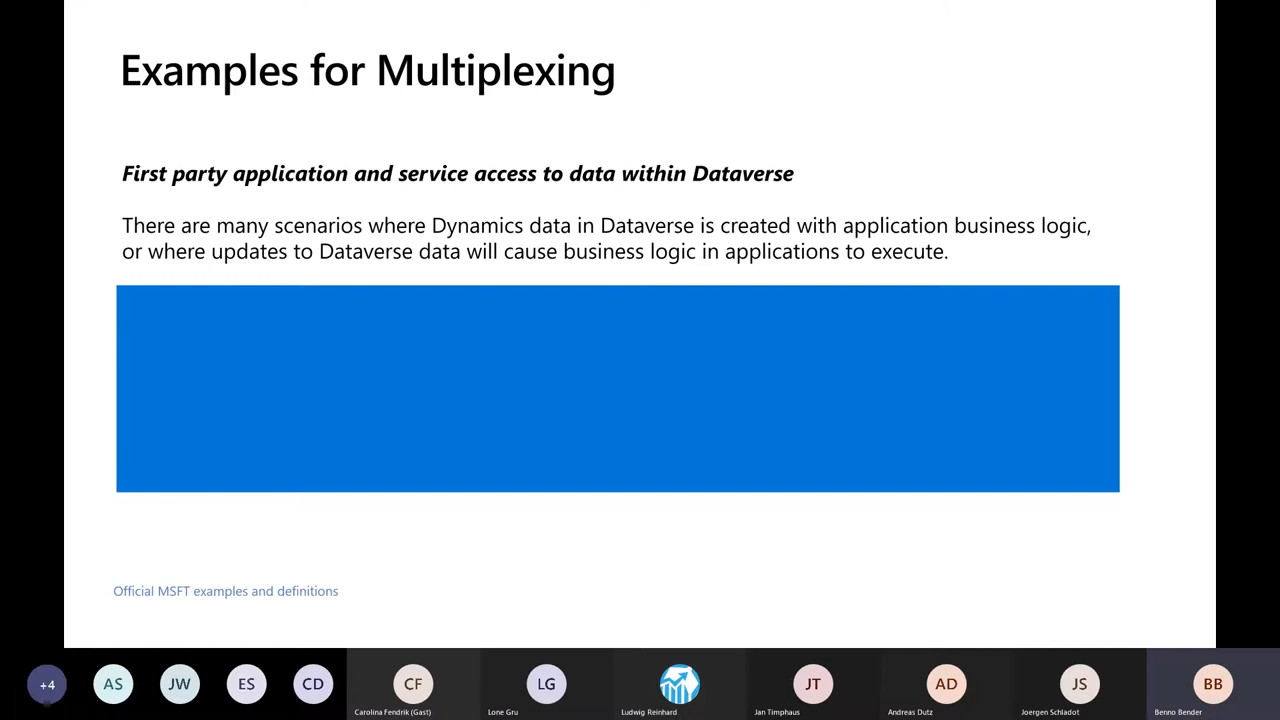 Examples for Multiplexing
First party application and service access to data within Dataverse
There are many scenarios where Dynamics data in Dataverse is created with application business logic,
or where updates to Dataverse data will cause business logic in applications to execute.
Official MSFT examples and definitions
+4
AS
JW
ES
CD
CF
LG
JT
AD
JS
BB
Carolina Fendrik (Gast)
Lone Gru
Ludwig Reinhard
Jan Timphaus
Andreas Dutz
Joergen Schladot
Benno Bender